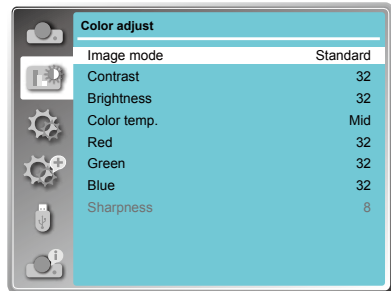 Color adjust
Image mode Standard
Contrast 32
Brightness 32
Color temp. Mid
Red 32
Green 32
Blue 32
Sharpness 8